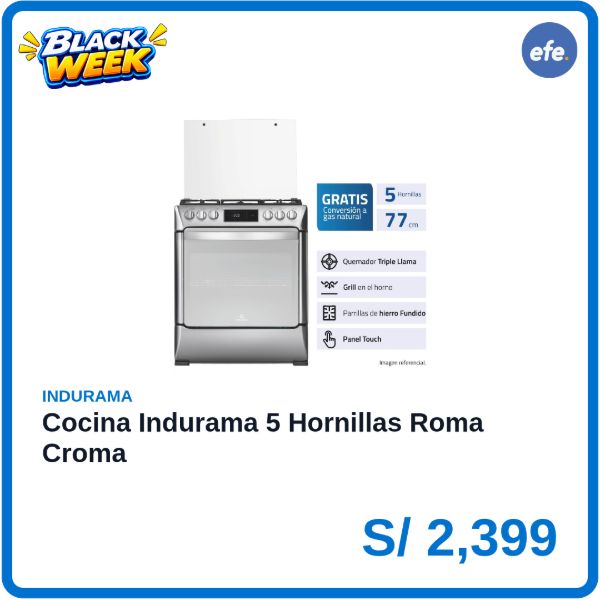 BLACK
WEEK
efe.
GRATIS
Conversión a
gas natural
5 Hornillas
77 cm
Quemador Triple Llama
Grill en el horno
Parrillas de hierro Fundido
Panel Touch
Imagen referencial.
INDURAMA
Cocina Indurama 5 Hornillas Roma
Croma
S/ 2,399